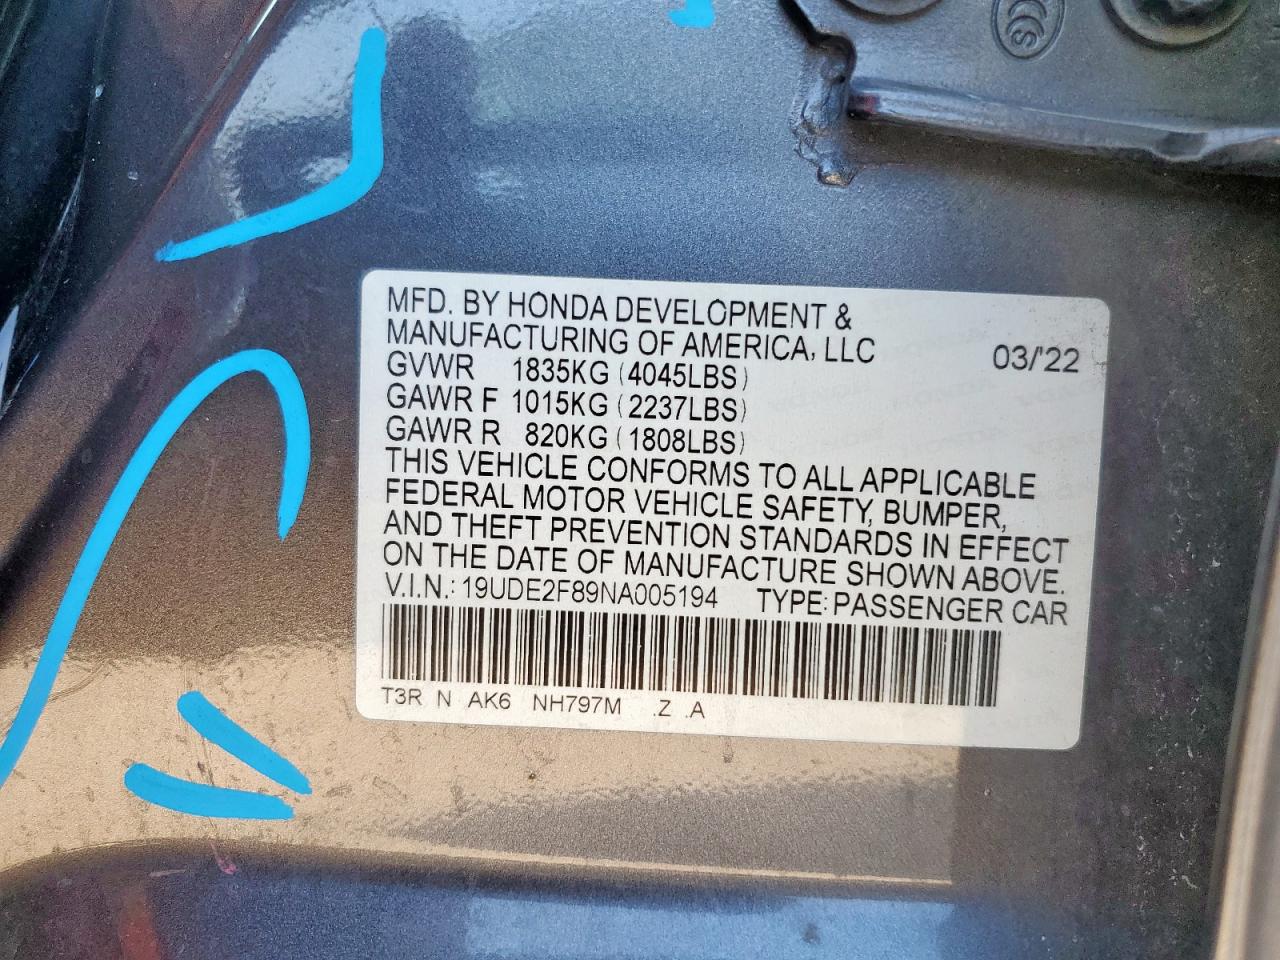 CCS
MFD. BY HONDA DEVELOPMENT &
MANUFACTURING OF AMERICA, LLC 03/'22
GVWR 1835KG (4045LBS)
GAWR F 1015KG (2237LBS)
GAWR R 820KG (1808LBS)
THIS VEHICLE CONFORMS TO ALL APPLICABLE
FEDERAL MOTOR VEHICLE SAFETY, BUMPER,
AND THEFT PREVENTION STANDARDS IN EFFECT
ON THE DATE OF MANUFACTURE SHOWN ABOVE.
V.I.N.: 19UDE2F89NA005194 TYPE: PASSENGER CAR
T3R N AK6 NH797M .Z .A